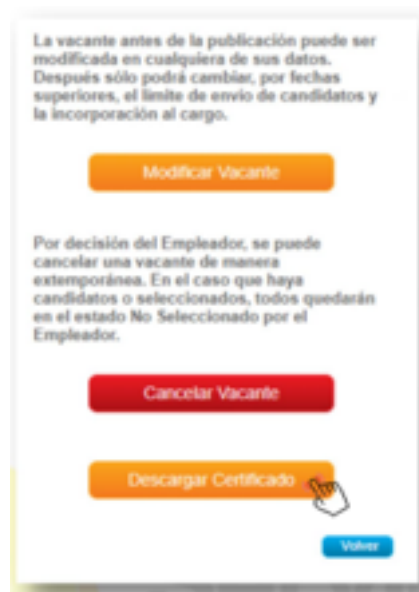 La vacante antes de la publicación puede ser
modificada en cualquiera de sus datos.
Después sólo podrá cambiar, por fechas
superiores, el límite de envío de candidatos y
la incorporación al cargo.
Modificar Vacante
Por decisión del Empleador, se puede
cancelar una vacante de manera
extemporánea. En el caso que haya
candidatos o seleccionados, todos quedarán
en el estado No Seleccionado por el
Empleador.
Cancelar Vacante
Descargar Certificado
Volver